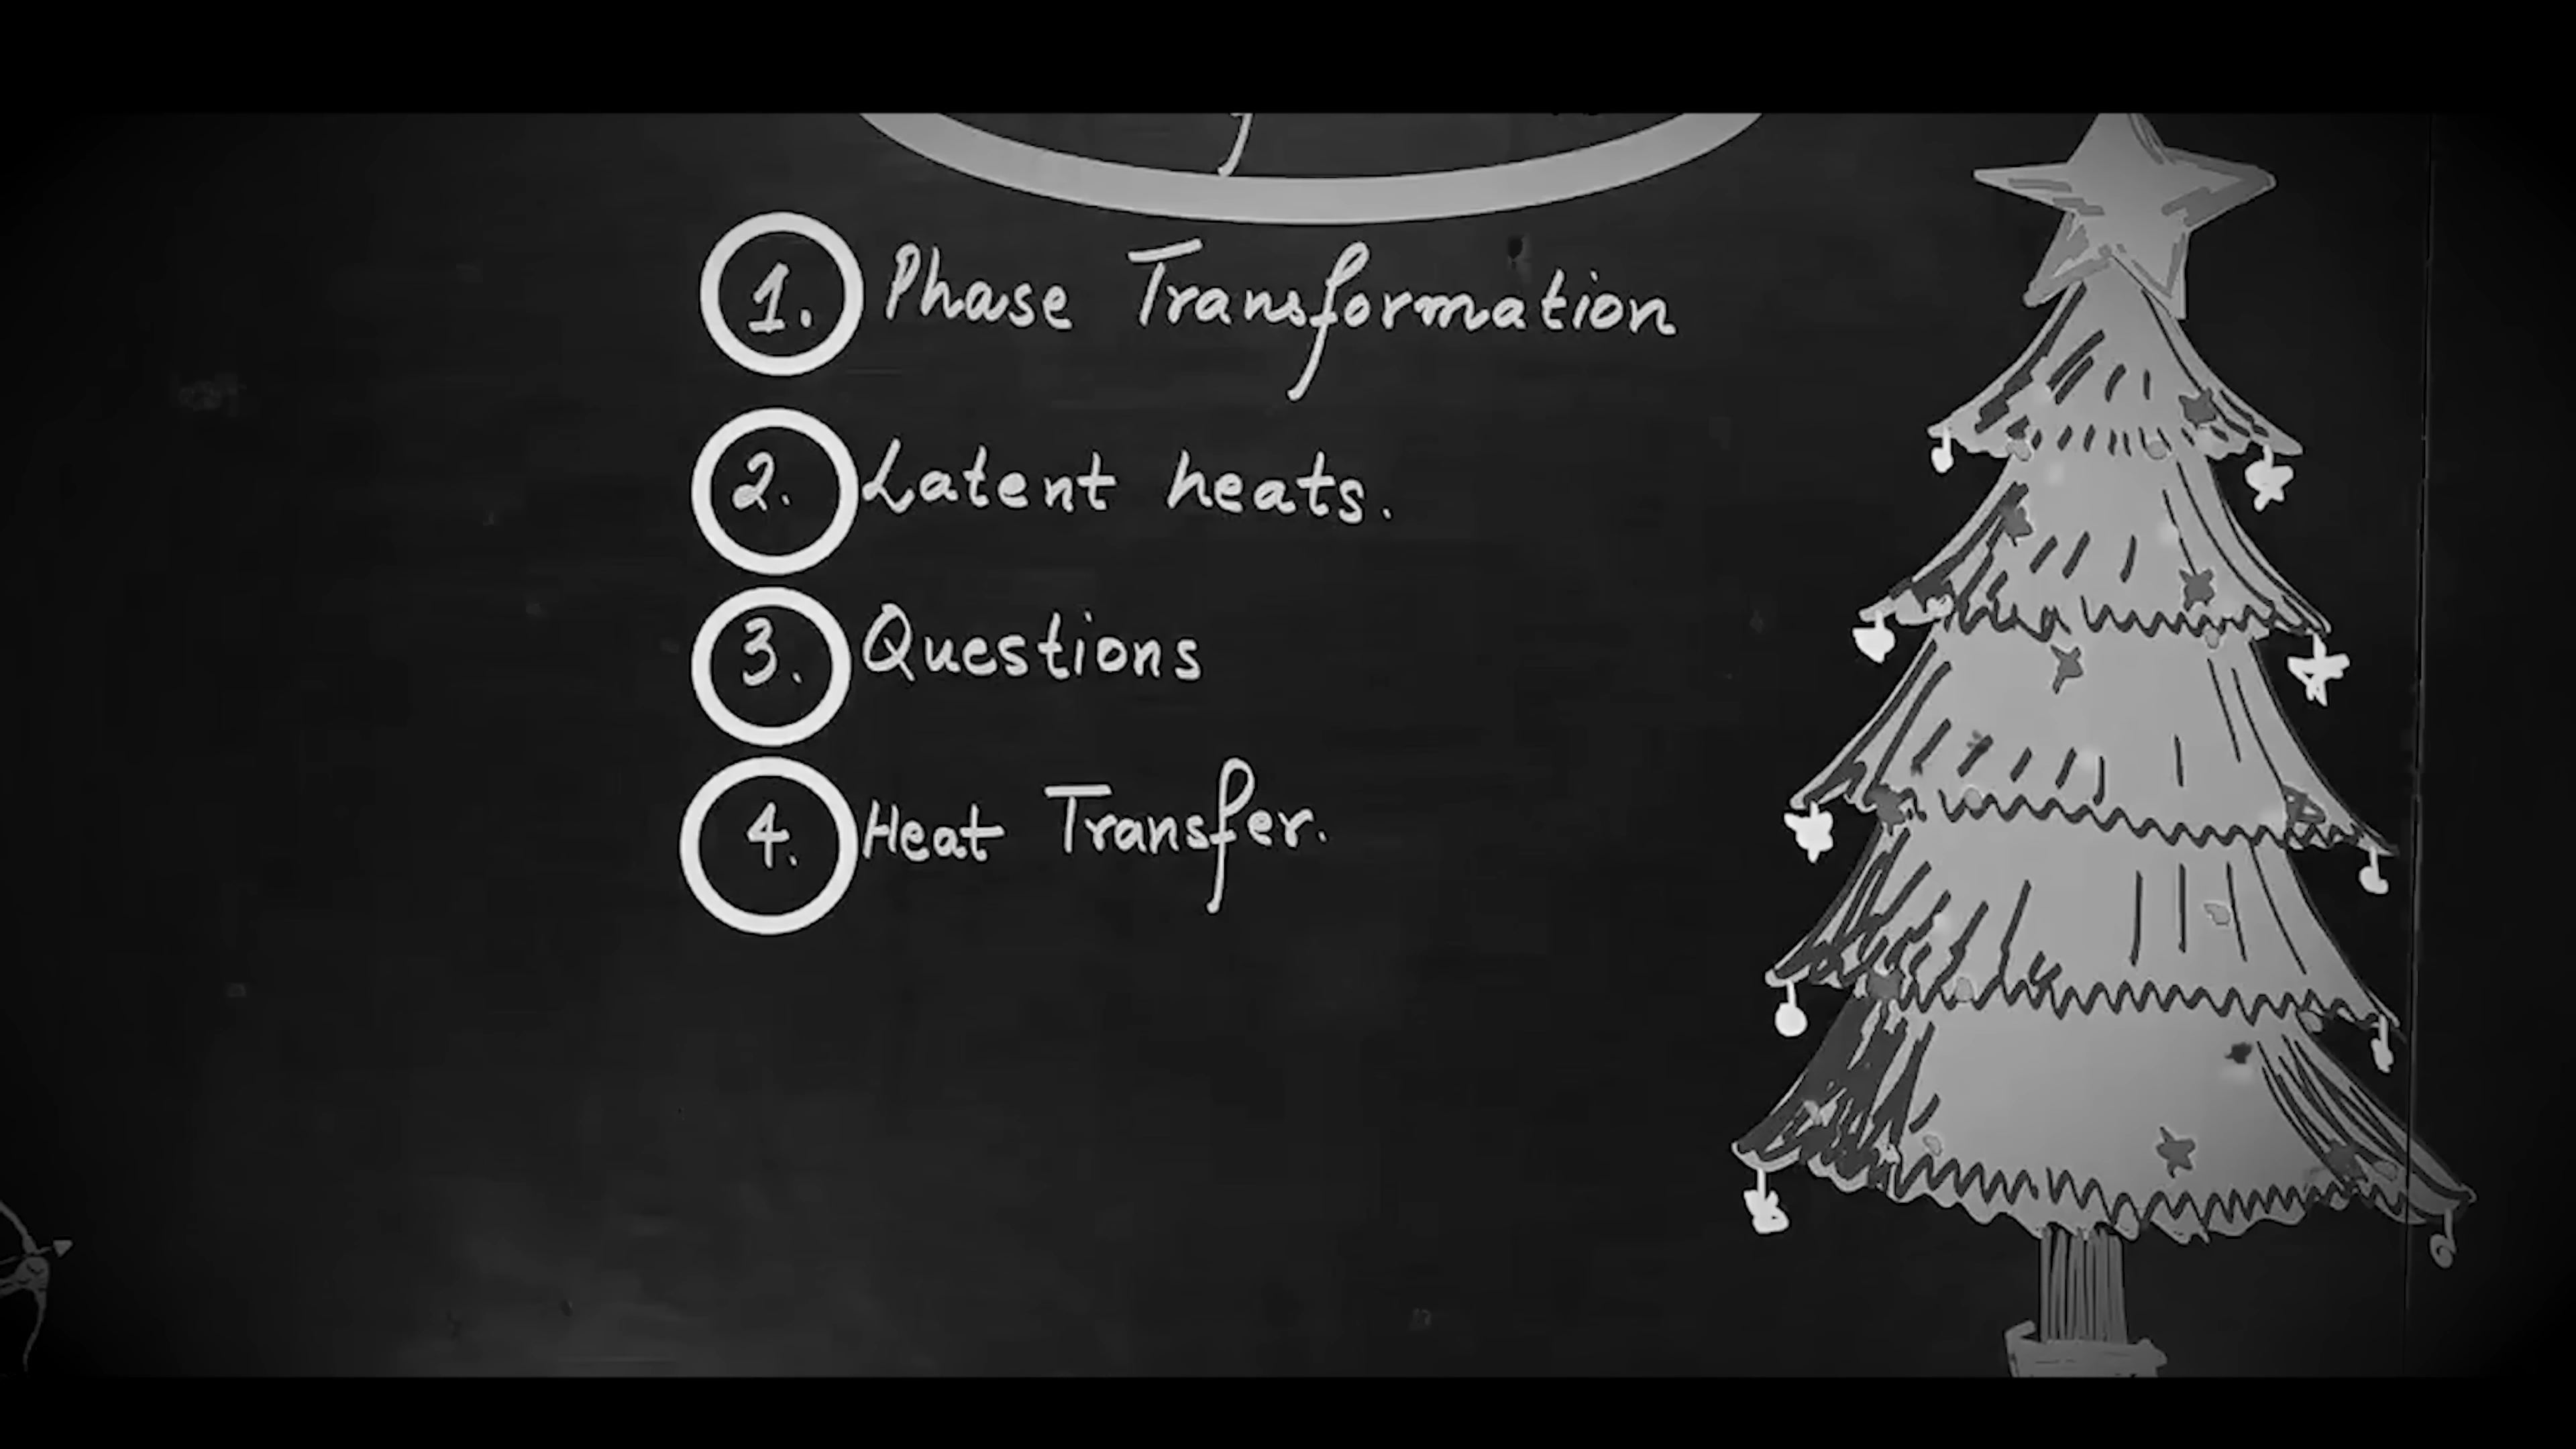 1. Phase Transformation
2. Latent heats.
3. Questions
4. Heat Transfer.